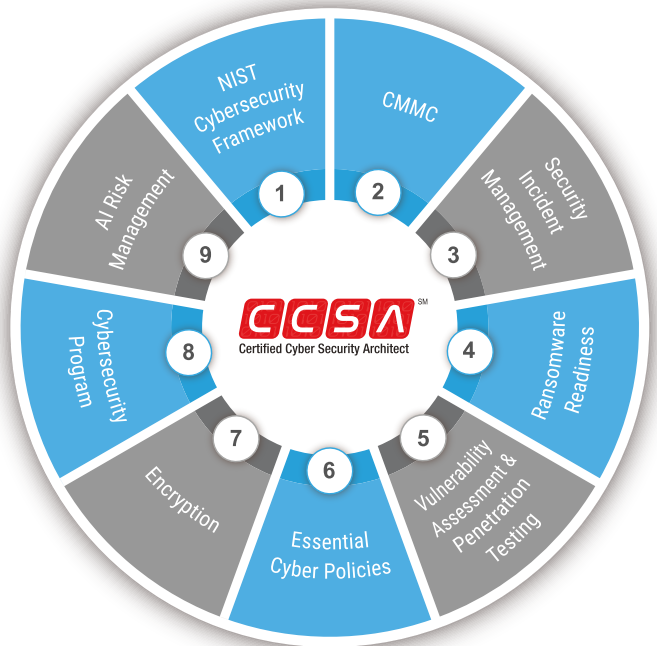 NIST
Cybersecurity
Framework
1
CMMC
2
Security
Incident
Management
3
Ransomware
Readiness
4
Vulnerability
Assessment &
Penetration
Testing
5
Essential
Cyber Policies
6
Encryption
7
Cybersecurity
Program
8
AI Risk
Management
9
CCSA SM
Certified Cyber Security Architect